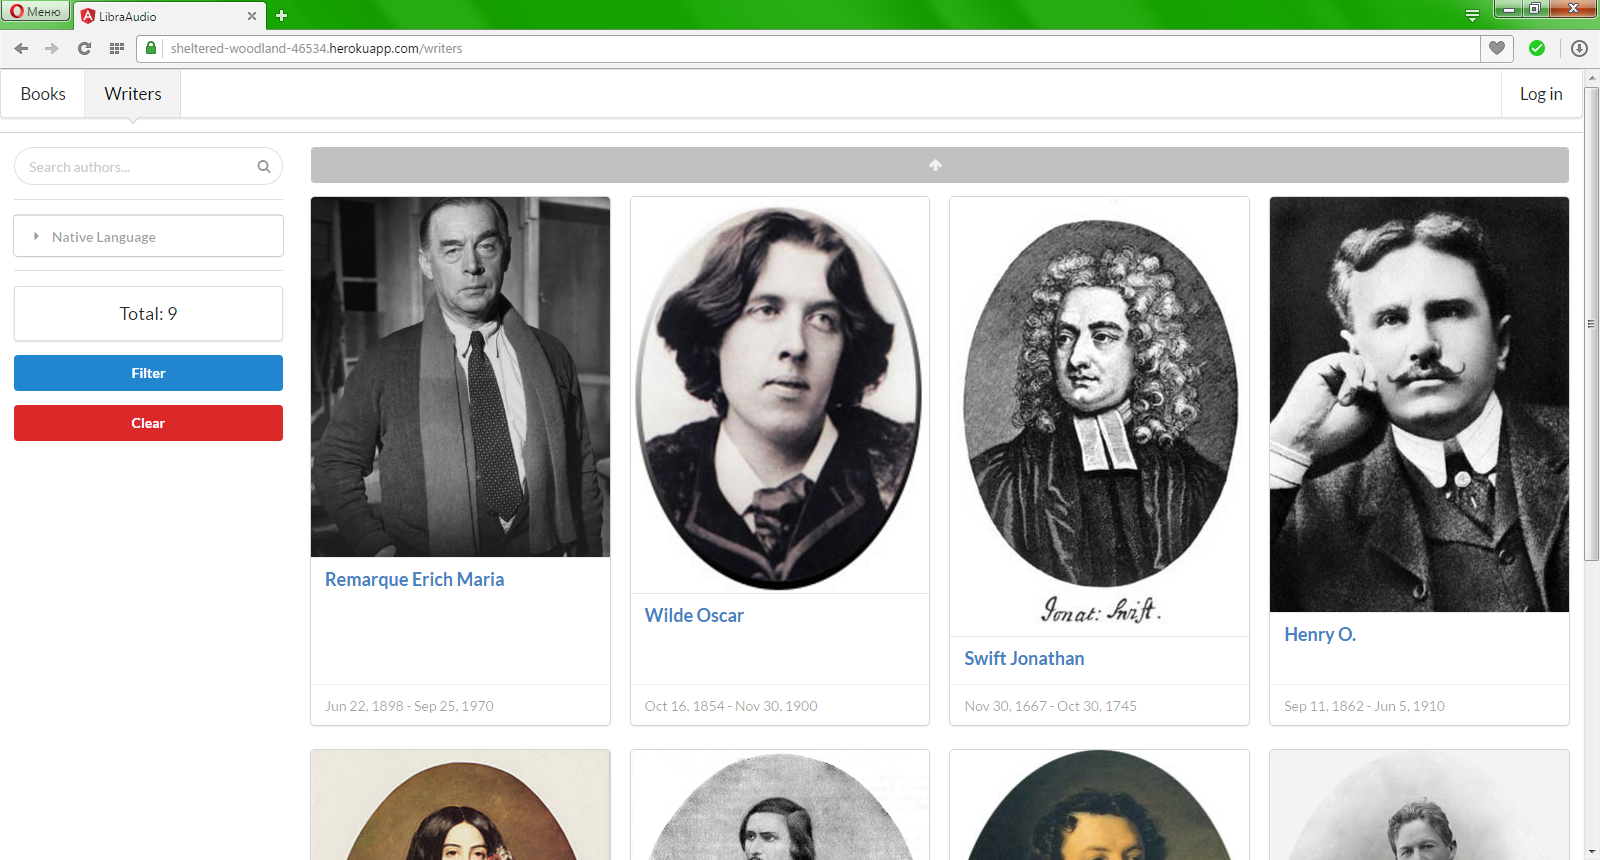 Меню
LibraAudio
sheltered-woodland-46534.herokuapp.com/writers
Books
Writers
Log in
Search authors...
Native Language
Total: 9
Filter
Clear
Remarque Erich Maria
Jun 22, 1898 - Sep 25, 1970
Wilde Oscar
Oct 16, 1854 - Nov 30, 1900
Jonat: Swift.
Swift Jonathan
Nov 30, 1667 - Oct 30, 1745
Henry O.
Sep 11, 1862 - Jun 5, 1910